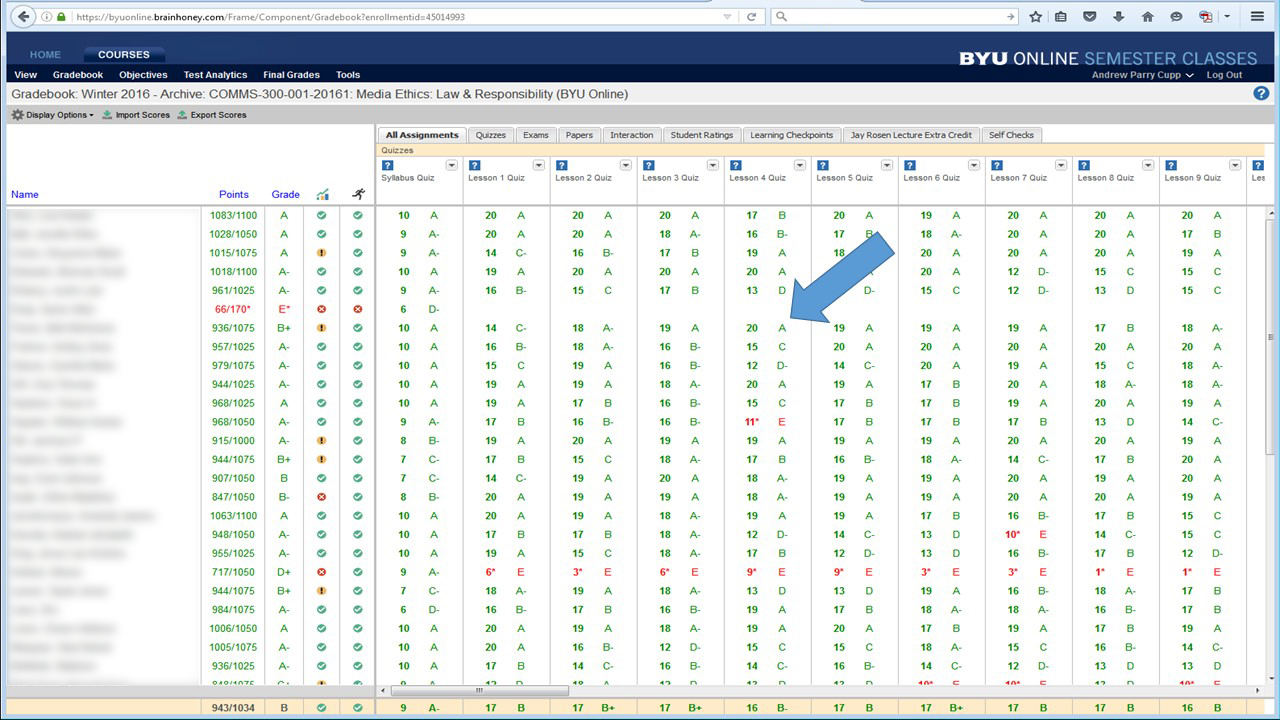 https://byuonline.brainhoney.com/Frame/Component/Gradebook?enrollmentid=45014993
HOME COURSES
BYU ONLINE SEMESTER CLASSES
View Gradebook Objectives Test Analytics Final Grades Tools
Andrew Parry Cupp Log Out
Gradebook: Winter 2016 - Archive: COMMS-300-001-20161: Media Ethics: Law & Responsibility (BYU Online)
Display Options Import Scores Export Scores
All Assignments Quizzes Exams Papers Interaction Student Ratings Learning Checkpoints Jay Rosen Lecture Extra Credit Self Checks
Quizzes
Syllabus Quiz Lesson 1 Quiz Lesson 2 Quiz Lesson 3 Quiz Lesson 4 Quiz Lesson 5 Quiz Lesson 6 Quiz Lesson 7 Quiz Lesson 8 Quiz Lesson 9 Quiz Les
Name Points Grade
1083/1100 A 10 A 20 A 20 A 20 A 17 B 20 A 19 A 20 A 20 A 20 A
1028/1050 A 9 A- 20 A 20 A 18 A- 16 B- 17 B 18 A- 20 A 20 A 17 B
1015/1075 A 9 A- 14 C- 16 B- 17 B 19 A 18 20 A 20 A 20 A 20 A
1018/1100 A- 10 A 19 A 20 A 20 A 20 A 20 A 12 D- 15 C 15 C
961/1025 A- 9 A- 16 B- 15 C 17 B 13 D D- 15 C 12 D- 13 D 15 C
66/170* E* 6 D-
936/1075 B+ 10 A 14 C- 18 A- 19 A 20 A 19 A 19 A 19 A 17 B 18 A-
957/1025 A- 10 A 16 B- 18 A- 16 B- 15 C 20 A 20 A 20 A 20 A 20 A
979/1075 A- 10 A 15 C 19 A 16 B- 12 D- 14 C- 20 A 19 A 18 A- 18 A-
944/1025 A- 10 A 19 A 19 A 18 A- 20 A 19 A 17 B 20 A 18 A- 18 A-
968/1025 A 10 A 19 A 17 B 16 B- 15 C 17 B 17 B 19 A 20 A 19 A
968/1050 A- 9 A- 17 B 16 B- 16 B- 11* E 17 B 17 B 17 B 13 D 14 C-
915/1000 A- 8 B- 19 A 20 A 19 A 19 A 19 A 19 A 20 A 19 A 19 A
944/1075 B+ 7 C- 17 B 15 C 18 A- 17 B 16 B- 18 A- 14 C- 17 B 20 A
907/1050 B 7 C- 14 C- 19 A 20 A 18 A- 19 A 19 A 19 A 19 A 19 A
847/1050 B- 8 B- 20 A 19 A 19 A 18 A- 19 A 19 A 20 A 20 A 19 A
1063/1100 A 10 A 20 A 19 A 18 A- 19 A 19 A 17 B 16 B- 17 B 15 C
948/1050 A- 10 A 17 B 17 B 18 A- 12 D- 14 C- 13 D 10* E 14 C- 15 C
955/1025 A- 10 A 19 A 15 C 18 A- 17 B 12 D- 13 D 16 B- 17 B 12 D-
717/1050 D+ 9 A- 6* E 3* E 6* E 9* E 9* E 3* E 3* E 1* E 1* E
944/1075 B+ 7 C- 18 A- 19 A 18 A- 13 D 13 D 19 A 16 B- 18 A- 17 B
984/1075 A- 6 D- 16 B- 17 B 16 B- 19 A 17 B 18 A- 18 A- 16 B- 17 B
1006/1050 A 10 A 20 A 19 A 19 A 19 A 20 A 17 B 19 A 17 B 19 A
1005/1075 A- 10 A 20 A 16 B- 12 D- 15 C 15 C 18 A- 15 C 16 B- 14 C-
936/1025 A- 10 A 17 B 14 C- 16 B- 14 C- 16 B- 14 C- 12 D- 13 D 13 D
943/1034 B 9 A- 17 B 17 B+ 17 B+ 16 B- 17 B 17 B+ 17 B 17 B 16 B